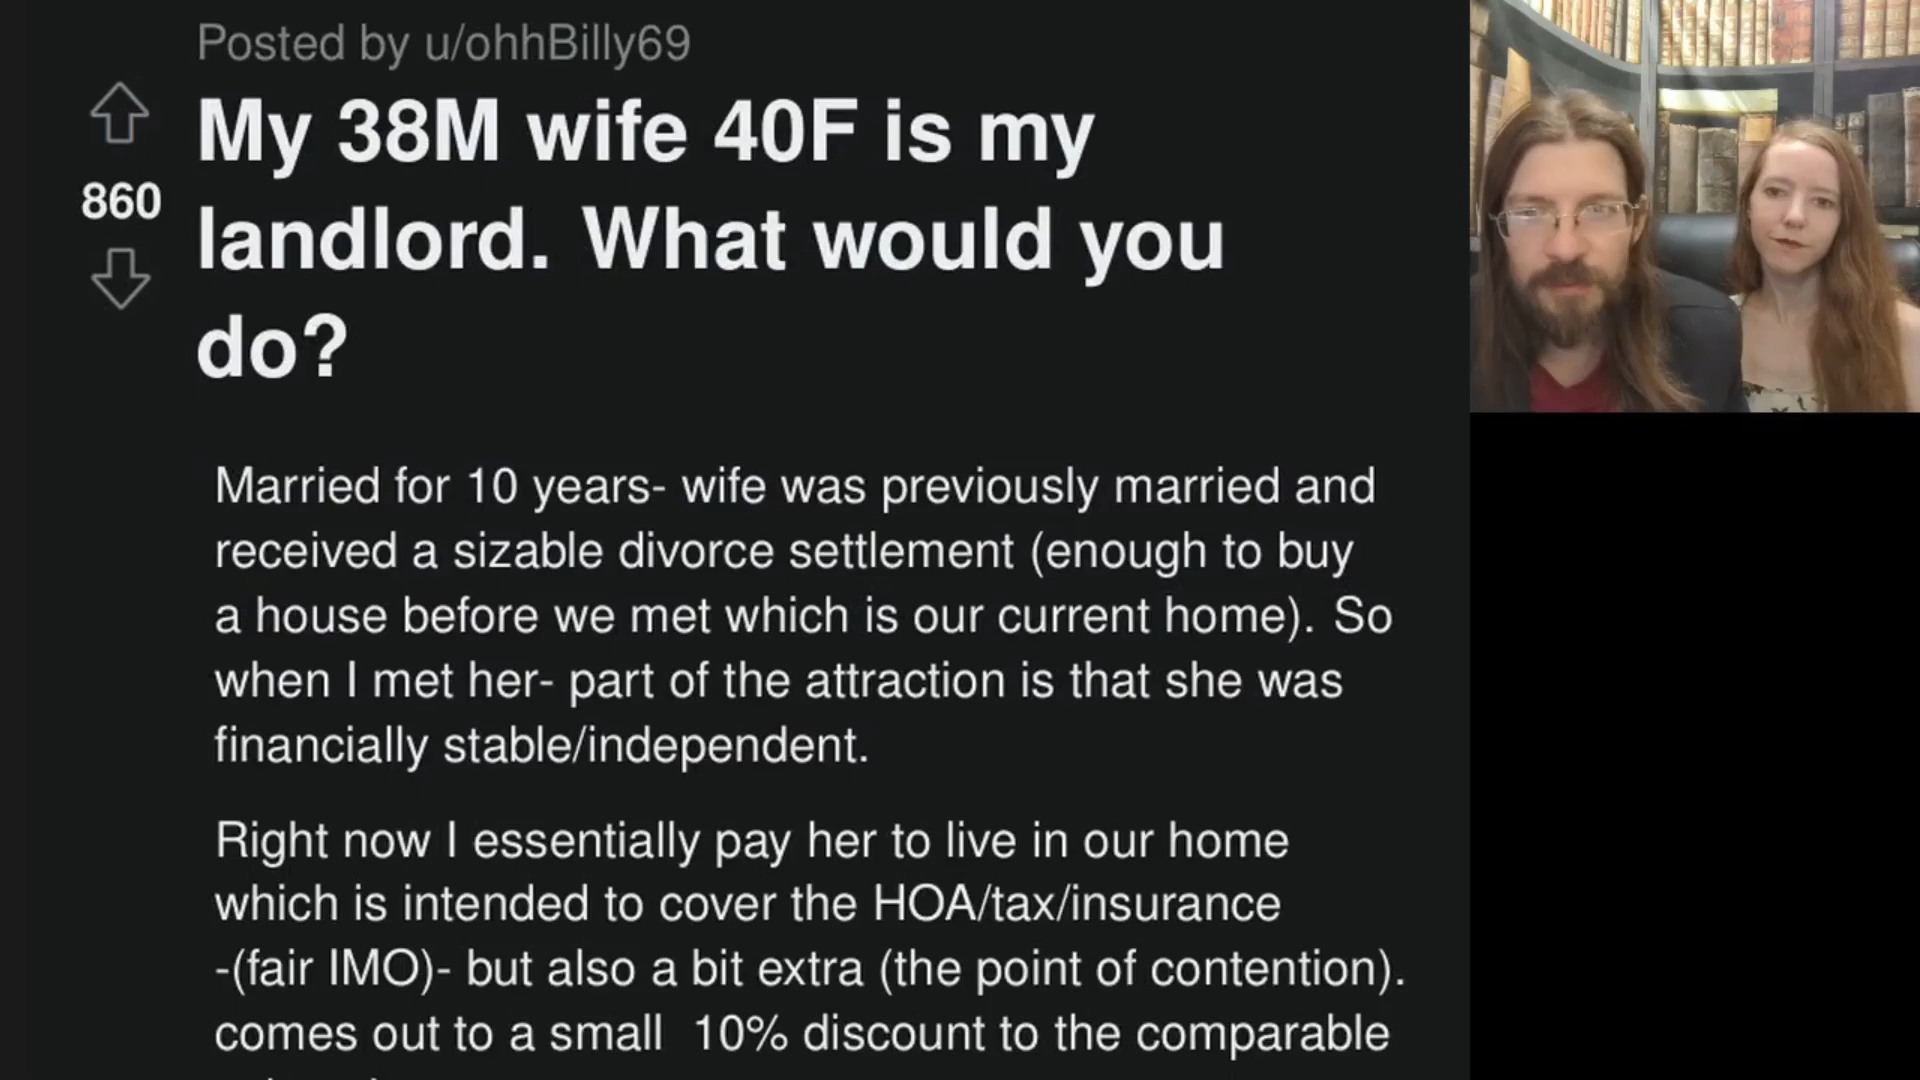 Posted by u/ohhBilly69
860
My 38M wife 40F is my
landlord. What would you
do?
Married for 10 years- wife was previously married and
received a sizable divorce settlement (enough to buy
a house before we met which is our current home). So
when I met her- part of the attraction is that she was
financially stable/independent.
Right now I essentially pay her to live in our home
which is intended to cover the HOA/tax/insurance
-(fair IMO)- but also a bit extra (the point of contention).
comes out to a small 10% discount to the comparable